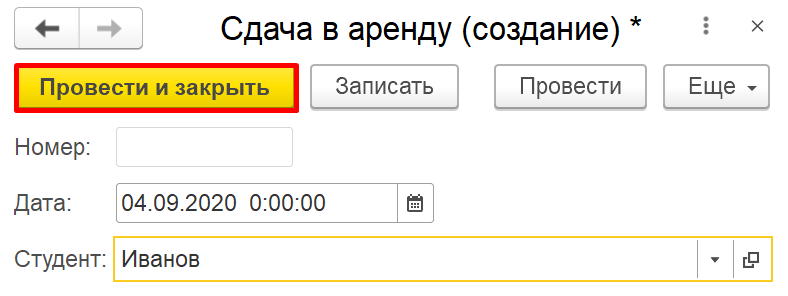 Сдача в аренду (создание) *
Провести и закрыть Записать Провести Еще
Номер:
Дата: 04.09.2020 0:00:00
Студент: Иванов